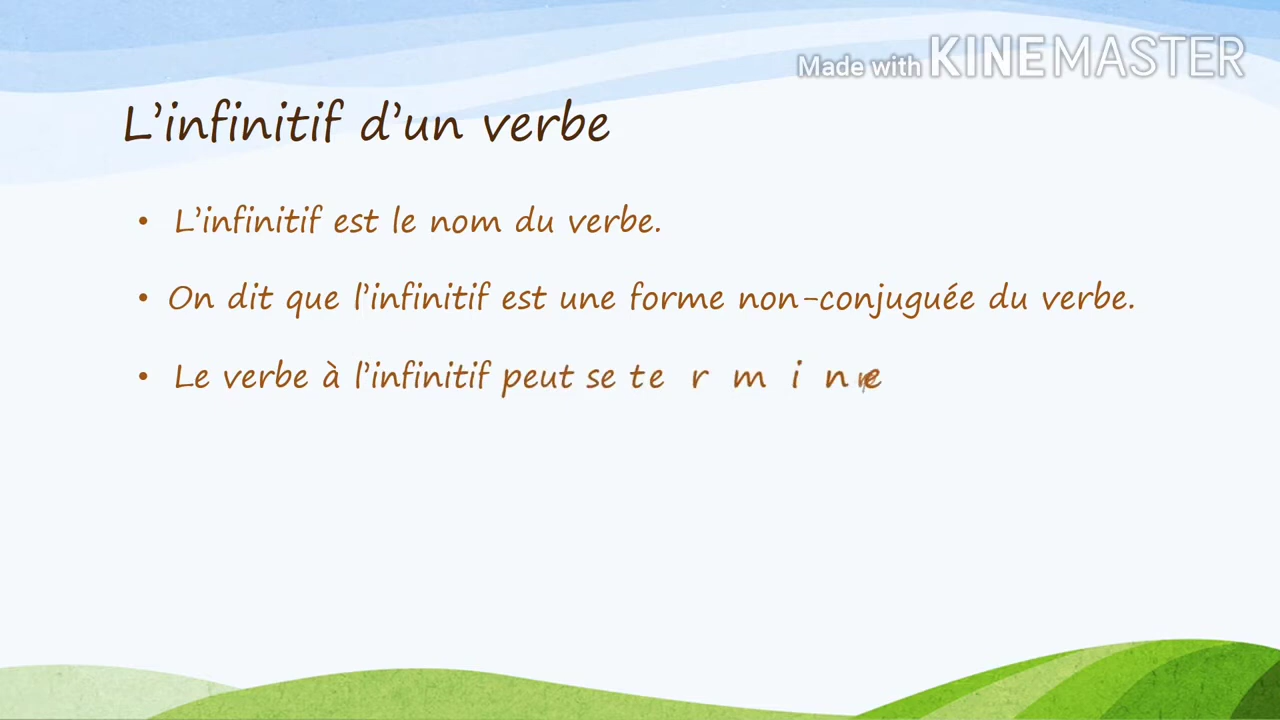 Made with KINEMASTER
L'infinitif d'un verbe
• L'infinitif est le nom du verbe.
• On dit que l'infinitif est une forme non-conjuguée du verbe.
• Le verbe à l'infinitif peut se termine